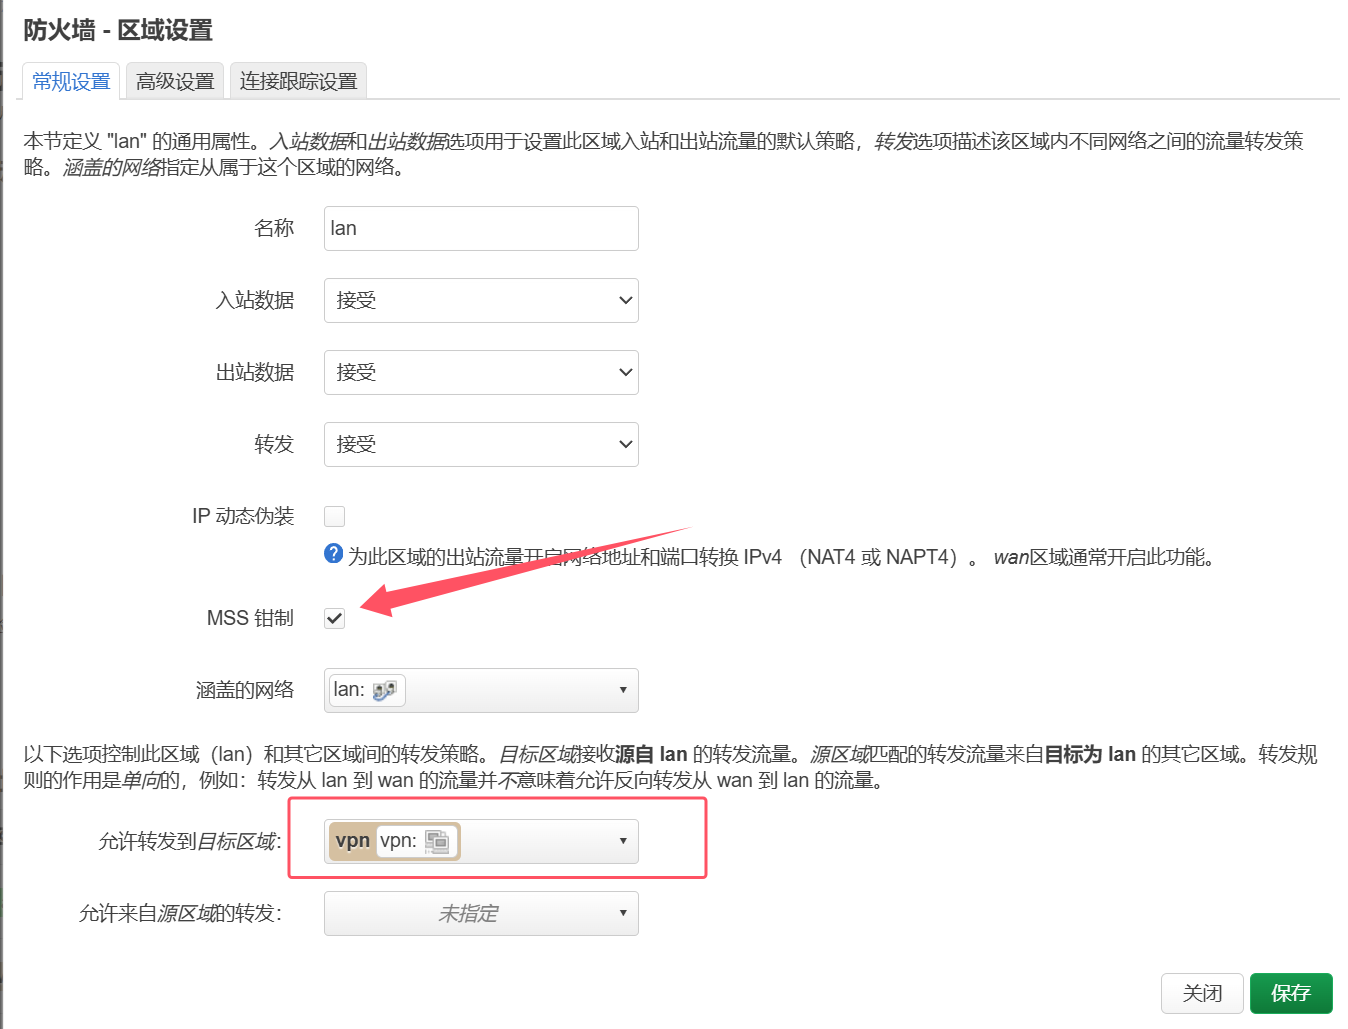 防火墙 - 区域设置
常规设置
高级设置
连接跟踪设置
本节定义 "lan" 的通用属性。入站数据和出站数据选项用于设置此区域入站和出站流量的默认策略，转发选项描述该区域内不同网络之间的流量转发策
略。涵盖的网络指定从属于这个区域的网络。
名称
lan
入站数据
接受
出站数据
接受
转发
接受
IP 动态伪装
为此区域的出站流量开启网络地址和端口转换 IPv4 （NAT4 或 NAPT4）。 wan区域通常开启此功能。
MSS 钳制
涵盖的网络
lan:
以下选项控制此区域（lan）和其它区域间的转发策略。目标区域接收源自 lan 的转发流量。源区域匹配的转发流量来自目标为 lan 的其它区域。转发规
则的作用是单向的，例如：转发从 lan 到 wan 的流量并不意味着允许反向转发从 wan 到 lan 的流量。
允许转发到目标区域：
vpn vpn:
允许来自源区域的转发：
未指定
关闭
保存